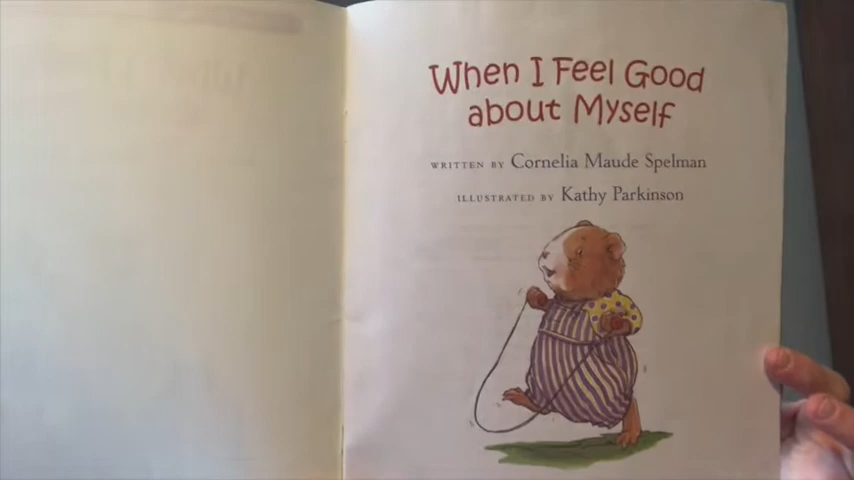 When I Feel Good
about Myself
WRITTEN BY Cornelia Maude Spelman
ILLUSTRATED BY Kathy Parkinson